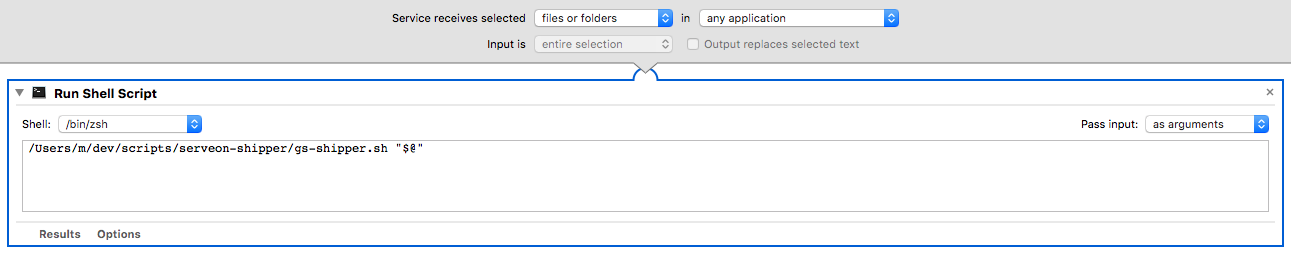 Service receives selected files or folders in any application
Input is entire selection Output replaces selected text
Run Shell Script
Shell: /bin/zsh Pass input: as arguments
/Users/m/dev/scripts/serveon-shipper/gs-shipper.sh "$@"
Results Options